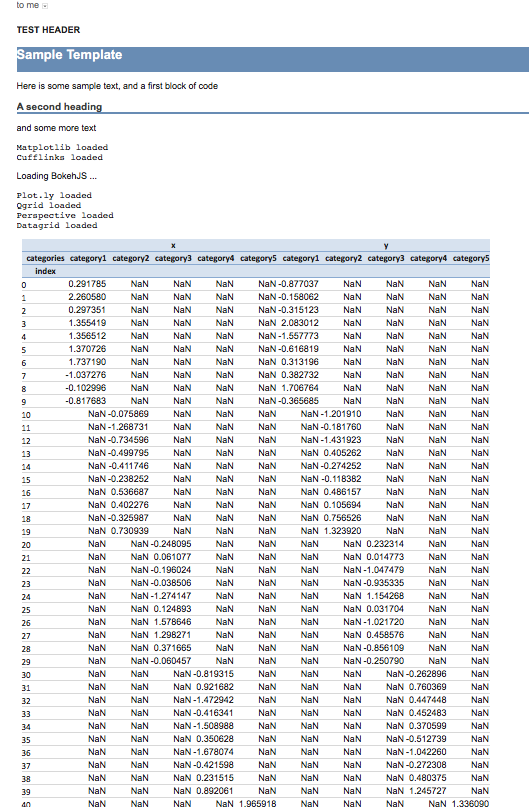 to me
TEST HEADER
Sample Template
Here is some sample text, and a first block of code
A second heading
and some more text
Matplotlib loaded
Cufflinks loaded
Loading BokehJS ...
Plot.ly loaded
Qgrid loaded
Perspective loaded
Datagrid loaded
x y
categories category1 category2 category3 category4 category5 category1 category2 category3 category4 category5
index
0 0.291785 NaN NaN NaN NaN -0.877037 NaN NaN NaN NaN
1 2.260580 NaN NaN NaN NaN -0.158062 NaN NaN NaN NaN
2 0.297351 NaN NaN NaN NaN -0.315123 NaN NaN NaN NaN
3 1.355419 NaN NaN NaN NaN 2.083012 NaN NaN NaN NaN
4 1.356512 NaN NaN NaN NaN -1.557773 NaN NaN NaN NaN
5 1.370726 NaN NaN NaN NaN -0.616819 NaN NaN NaN NaN
6 1.737190 NaN NaN NaN NaN 0.313196 NaN NaN NaN NaN
7 -1.037276 NaN NaN NaN NaN 0.382732 NaN NaN NaN NaN
8 -0.102996 NaN NaN NaN NaN 1.706764 NaN NaN NaN NaN
9 -0.817683 NaN NaN NaN NaN -0.365685 NaN NaN NaN NaN
10 NaN -0.075869 NaN NaN NaN NaN -1.201910 NaN NaN NaN
11 NaN -1.268731 NaN NaN NaN NaN -0.181760 NaN NaN NaN
12 NaN -0.734596 NaN NaN NaN NaN -1.431923 NaN NaN NaN
13 NaN -0.499795 NaN NaN NaN NaN 0.405262 NaN NaN NaN
14 NaN -0.411746 NaN NaN NaN NaN -0.274252 NaN NaN NaN
15 NaN -0.238252 NaN NaN NaN NaN -0.118382 NaN NaN NaN
16 NaN 0.536687 NaN NaN NaN NaN 0.486157 NaN NaN NaN
17 NaN 0.402276 NaN NaN NaN NaN 0.105694 NaN NaN NaN
18 NaN -0.325987 NaN NaN NaN NaN 0.756526 NaN NaN NaN
19 NaN 0.730939 NaN NaN NaN NaN 1.323920 NaN NaN NaN
20 NaN NaN -0.248095 NaN NaN NaN NaN 0.232314 NaN NaN
21 NaN NaN 0.061077 NaN NaN NaN NaN 0.014773 NaN NaN
22 NaN NaN -0.196024 NaN NaN NaN NaN -1.047479 NaN NaN
23 NaN NaN -0.038506 NaN NaN NaN NaN -0.935335 NaN NaN
24 NaN NaN -1.274147 NaN NaN NaN NaN 1.154268 NaN NaN
25 NaN NaN 0.124893 NaN NaN NaN NaN 0.031704 NaN NaN
26 NaN NaN 1.578646 NaN NaN NaN NaN -1.021720 NaN NaN
27 NaN NaN 1.298271 NaN NaN NaN NaN 0.458576 NaN NaN
28 NaN NaN 0.371665 NaN NaN NaN NaN -0.856109 NaN NaN
29 NaN NaN -0.060457 NaN NaN NaN NaN -0.250790 NaN NaN
30 NaN NaN NaN -0.819315 NaN NaN NaN NaN -0.262896 NaN
31 NaN NaN NaN 0.921682 NaN NaN NaN NaN 0.760369 NaN
32 NaN NaN NaN -1.472942 NaN NaN NaN NaN 0.447448 NaN
33 NaN NaN NaN -0.416341 NaN NaN NaN NaN 0.452483 NaN
34 NaN NaN NaN -1.508988 NaN NaN NaN NaN 0.370599 NaN
35 NaN NaN NaN 0.350628 NaN NaN NaN NaN -0.512739 NaN
36 NaN NaN NaN -1.678074 NaN NaN NaN NaN -1.042260 NaN
37 NaN NaN NaN -0.421598 NaN NaN NaN NaN -0.272308 NaN
38 NaN NaN NaN 0.231515 NaN NaN NaN NaN 0.480375 NaN
39 NaN NaN NaN 0.892061 NaN NaN NaN NaN 1.245727 NaN
40 NaN NaN NaN NaN 1.965918 NaN NaN NaN NaN 1.336090